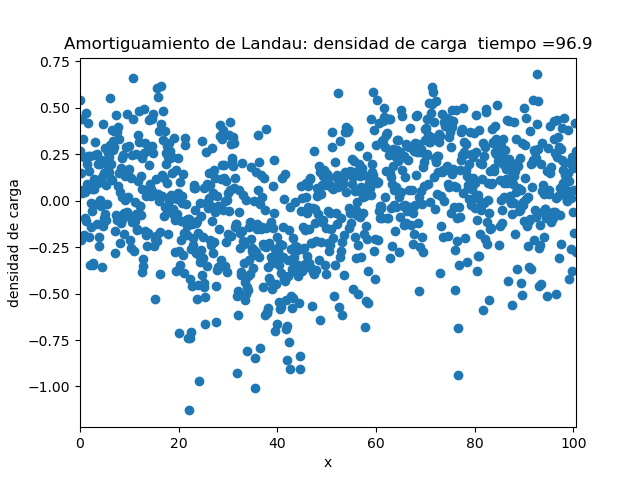 Amortiguamiento de Landau: densidad de carga  tiempo =96.9
0.75
0.50
0.25
0.00
−0.25
−0.50
−0.75
−1.00
densidad de carga
0 20 40 60 80 100
x